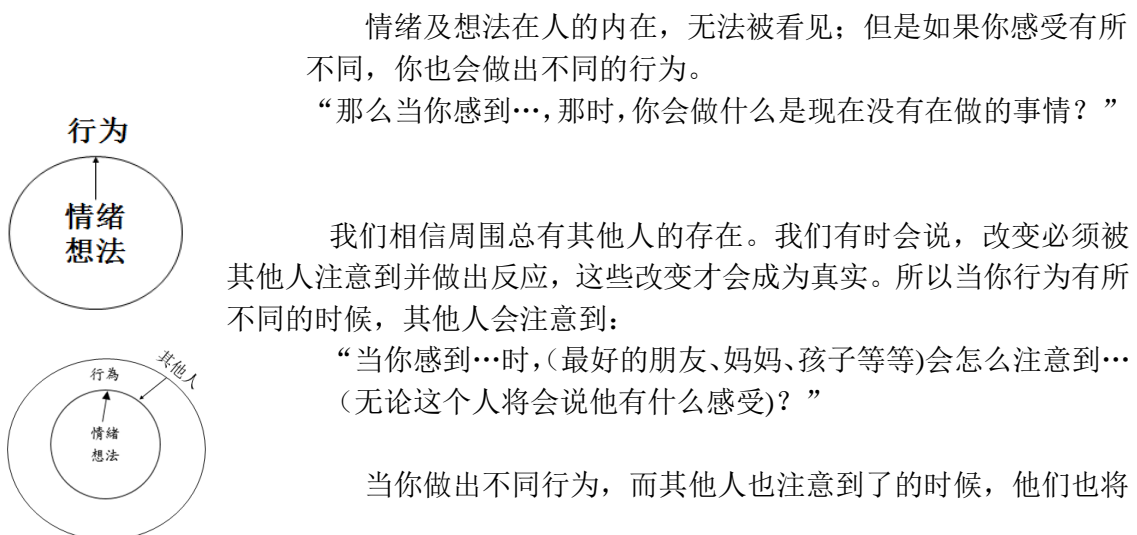 情绪及想法在人的内在，无法被看见；但是如果你感受有所
不同，你也会做出不同的行为。
“那么当你感到…，那时，你会做什么是现在没有在做的事情？”
行为
情绪
想法
我们相信周围总有其他人的存在。我们有时会说，改变必须被
其他人注意到并做出反应，这些改变才会成为真实。所以当你行为有所
不同的时候，其他人会注意到：
“当你感到…时，（最好的朋友、妈妈、孩子等等)会怎么注意到…
（无论这个人将会说他有什么感受)？”
其他人
行為
情緒
想法
当你做出不同行为，而其他人也注意到了的时候，他们也将